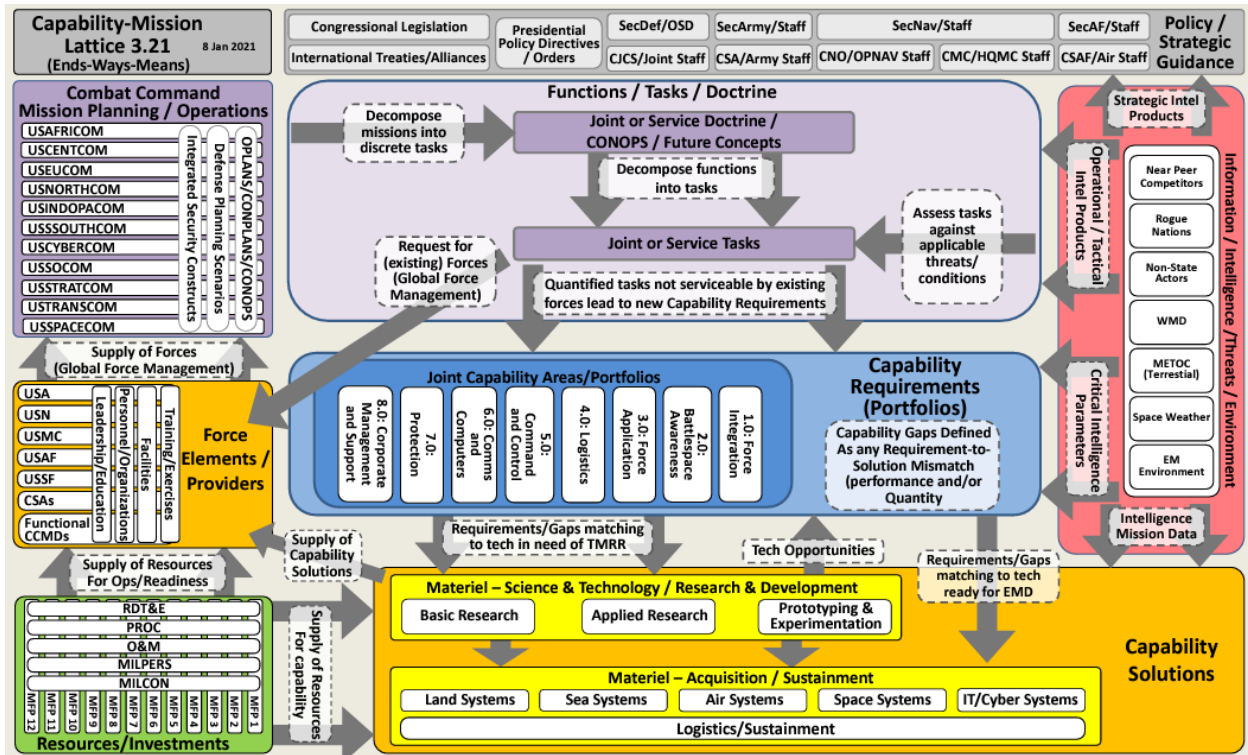 Capability-Mission
Lattice 3.21
8 Jan 2021
(Ends-Ways-Means)
Congressional Legislation
International Treaties/Alliances
Presidential
Policy Directives
/ Orders
SecDef/OSD
CJCS/Joint Staff
SecArmy/Staff
CSA/Army Staff
SecNav/Staff
CNO/OPNAV Staff
CMC/HQMC Staff
SecAF/Staff
CSAF/Air Staff
Policy /
Strategic
Guidance
Combat Command
Mission Planning / Operations
USAFRICOM
USCENTCOM
USEUCOM
USNORTHCOM
USINDOPACOM
USSSOUTHCOM
USCYBERCOM
USSOCOM
USSTRATCOM
USTRANSCOM
USSPACECOM
Integrated Security Constructs
Defense Planning Scenarios
OPLANS/CONPLANS/CONOPS
Functions / Tasks / Doctrine
Decompose
missions into
discrete tasks
Joint or Service Doctrine /
CONOPS / Future Concepts
Decompose functions
into tasks
Joint or Service Tasks
Assess tasks
against
applicable
threats/
conditions
Request for
(existing) Forces
(Global Force
Management)
Quantified tasks not serviceable by existing
forces lead to new Capability Requirements
Strategic Intel
Products
Operational / Tactical
Intel Products
Critical Intelligence
Parameters
Information / Intelligence /Threats / Environment
Near Peer
Competitors
Rogue
Nations
Non-State
Actors
WMD
METOC
(Terrestial)
Space Weather
EM
Environment
Intelligence
Mission Data
Supply of Forces
(Global Force Management)
USA
USN
USMC
USAF
USSF
CSAs
Functional
CCMDs
Leadership/Education
Personnel/Organizations
Facilities
Training/Exercises
Force
Elements /
Providers
Joint Capability Areas/Portfolios
8.0: Corporate
Management
and Support
7.0:
Protection
6.0: Comms
and
Computers
5.0:
Command
and Control
4.0: Logistics
3.0: Force
Application
2.0:
Battlespace
Awareness
1.0: Force
Integration
Capability
Requirements
(Portfolios)
Capability Gaps Defined
As any Requirement-to-
Solution Mismatch
(performance and/or
Quantity
Supply of
Capability
Solutions
Requirements/Gaps matching
to tech in need of TMRR
Tech Opportunities
Requirements/Gaps
matching to tech
ready for EMD
Supply of Resources
For Ops/Readiness
RDT&E
PROC
O&M
MILPERS
MILCON
MFP 12
MFP 11
MFP 10
MFP 9
MFP 8
MFP 7
MFP 6
MFP 5
MFP 4
MFP 3
MFP 2
MFP 1
Resources/Investments
Supply of Resources
For capability
Materiel – Science & Technology / Research & Development
Basic Research
Applied Research
Prototyping &
Experimentation
Materiel – Acquisition / Sustainment
Land Systems
Sea Systems
Air Systems
Space Systems
IT/Cyber Systems
Logistics/Sustainment
Capability
Solutions